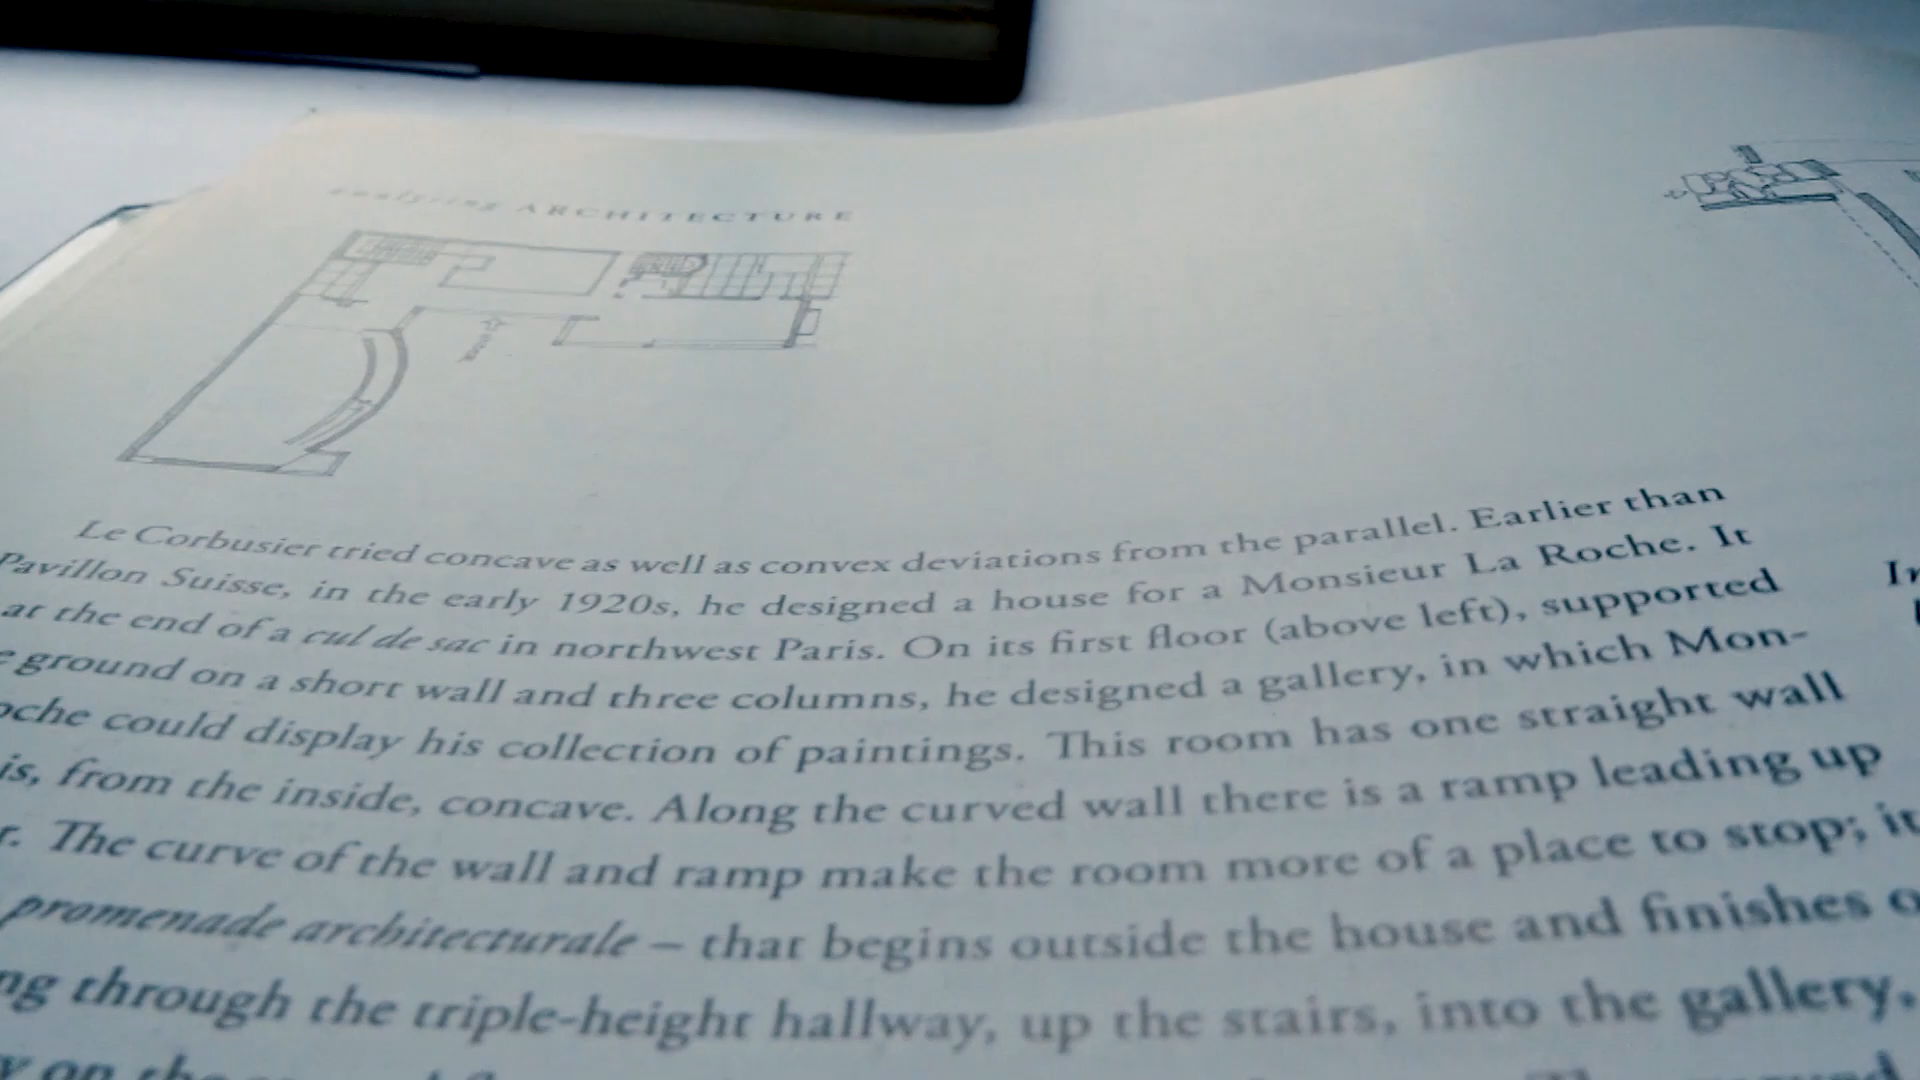 analysing ARCHITECTURE
Le Corbusier tried concave as well as convex deviations from the parallel. Earlier than
Pavillon Suisse, in the early 1920s, he designed a house for a Monsieur La Roche. It
at the end of a cul de sac in northwest Paris. On its first floor (above left), supported
ground on a short wall and three columns, he designed a gallery, in which Mon-
oche could display his collection of paintings. This room has one straight wall
is, from the inside, concave. Along the curved wall there is a ramp leading up
r. The curve of the wall and ramp make the room more of a place to stop; it
promenade architecturale – that begins outside the house and finishes o
ng through the triple-height hallway, up the stairs, into the gallery,
y on